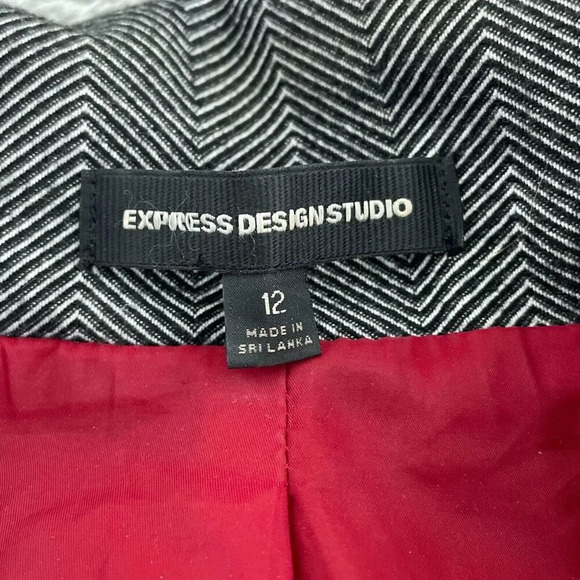 EXPRESS DESIGN STUDIO
12
MADE IN
SRI LANKA